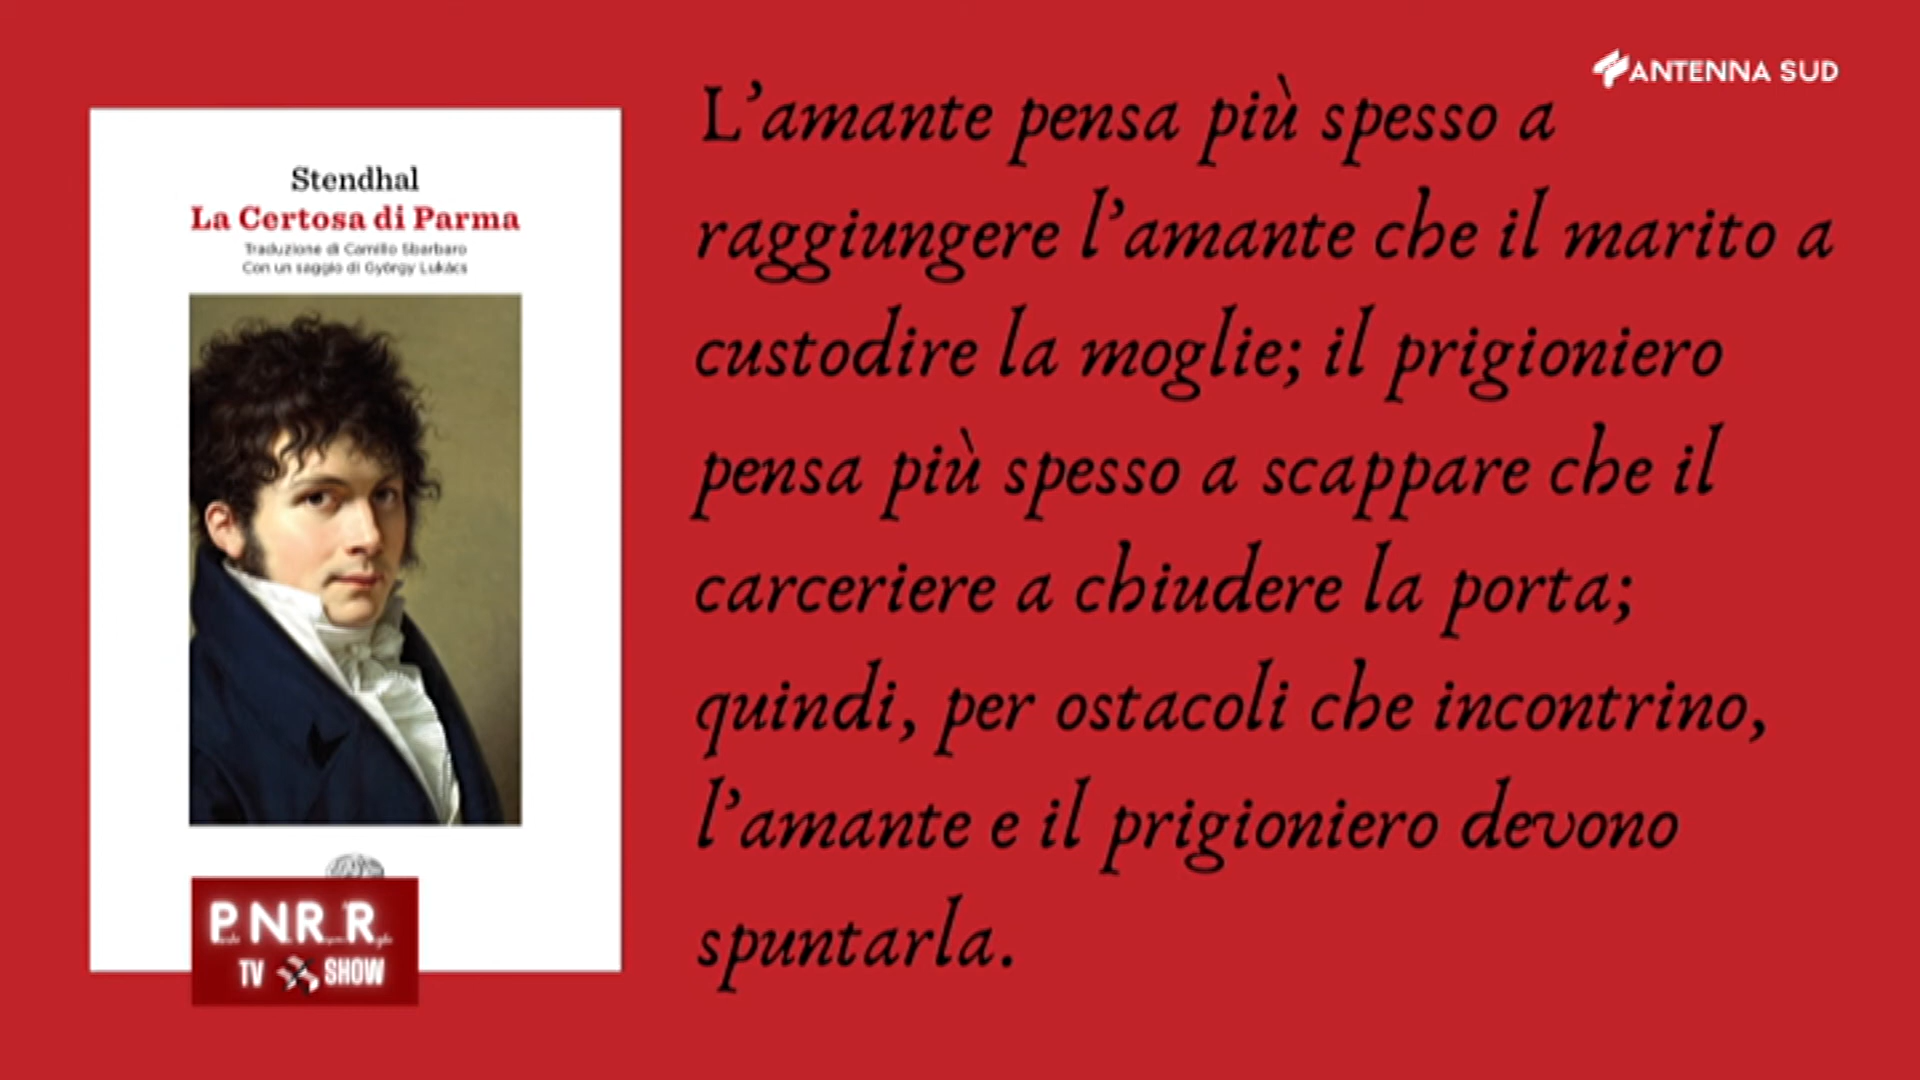 ANTENNA SUD
Stendhal
La Certosa di Parma
Traduzione di Camillo Sbarbaro
Con un saggio di György Lukács
L’amante pensa più spesso a
raggiungere l’amante che il marito a
custodire la moglie; il prigioniero
pensa più spesso a scappare che il
carceriere a chiudere la porta;
quindi, per ostacoli che incontrino,
l’amante e il prigioniero devono
spuntarla.
P.N.R.R.
TV SHOW